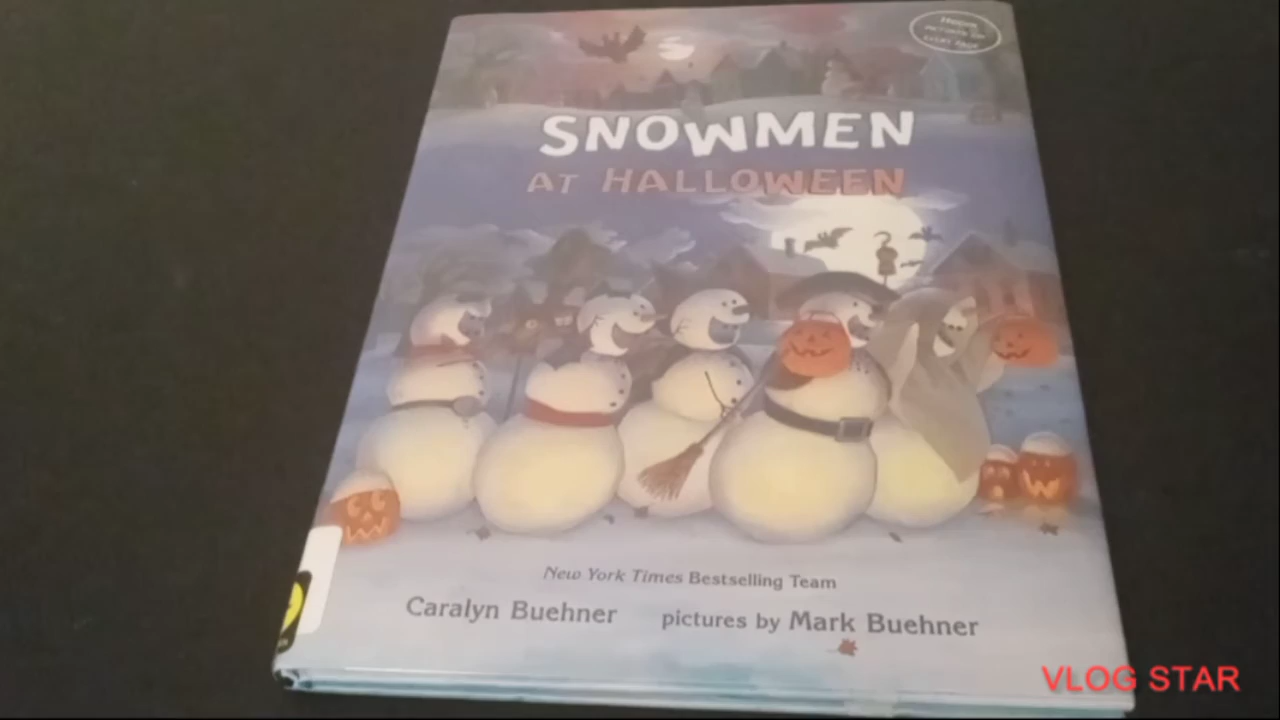 SNOWMEN
AT HALLOWEEN
New York Times Bestselling Team
Caralyn Buehner pictures by Mark Buehner
VLOG STAR